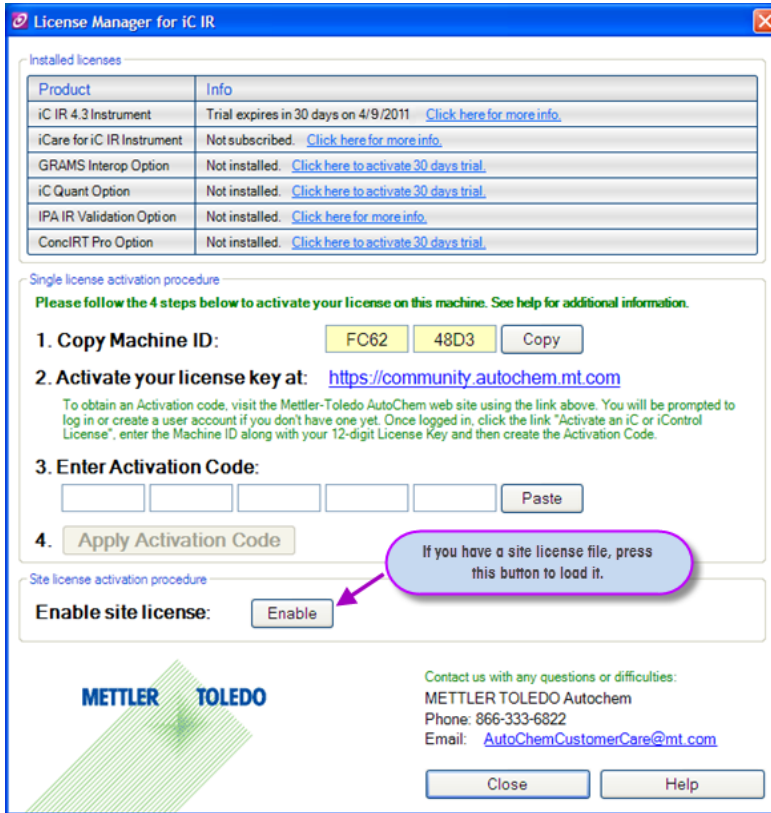 License Manager for iC IR
Installed licenses
Product Info
iC IR 4.3 Instrument Trial expires in 30 days on 4/9/2011 Click here for more info.
iCare for iC IR Instrument Not subscribed. Click here for more info.
GRAMS Interop Option Not installed. Click here to activate 30 days trial.
iC Quant Option Not installed. Click here to activate 30 days trial.
IPA IR Validation Option Not installed. Click here for more info.
ConcIRT Pro Option Not installed. Click here to activate 30 days trial.
Single license activation procedure
Please follow the 4 steps below to activate your license on this machine. See help for additional information.
1. Copy Machine ID: FC62 48D3 Copy
2. Activate your license key at: https://community.autochem.mt.com
To obtain an Activation code, visit the Mettler-Toledo AutoChem web site using the link above. You will be prompted to
log in or create a user account if you don't have one yet. Once logged in, click the link "Activate an iC or iControl
License", enter the Machine ID along with your 12-digit License Key and then create the Activation Code.
3. Enter Activation Code:
Paste
4. Apply Activation Code
If you have a site license file, press
this button to load it.
Site license activation procedure
Enable site license: Enable
METTLER TOLEDO
Contact us with any questions or difficulties:
METTLER TOLEDO Autochem
Phone: 866-333-6822
Email: AutoChemCustomerCare@mt.com
Close Help